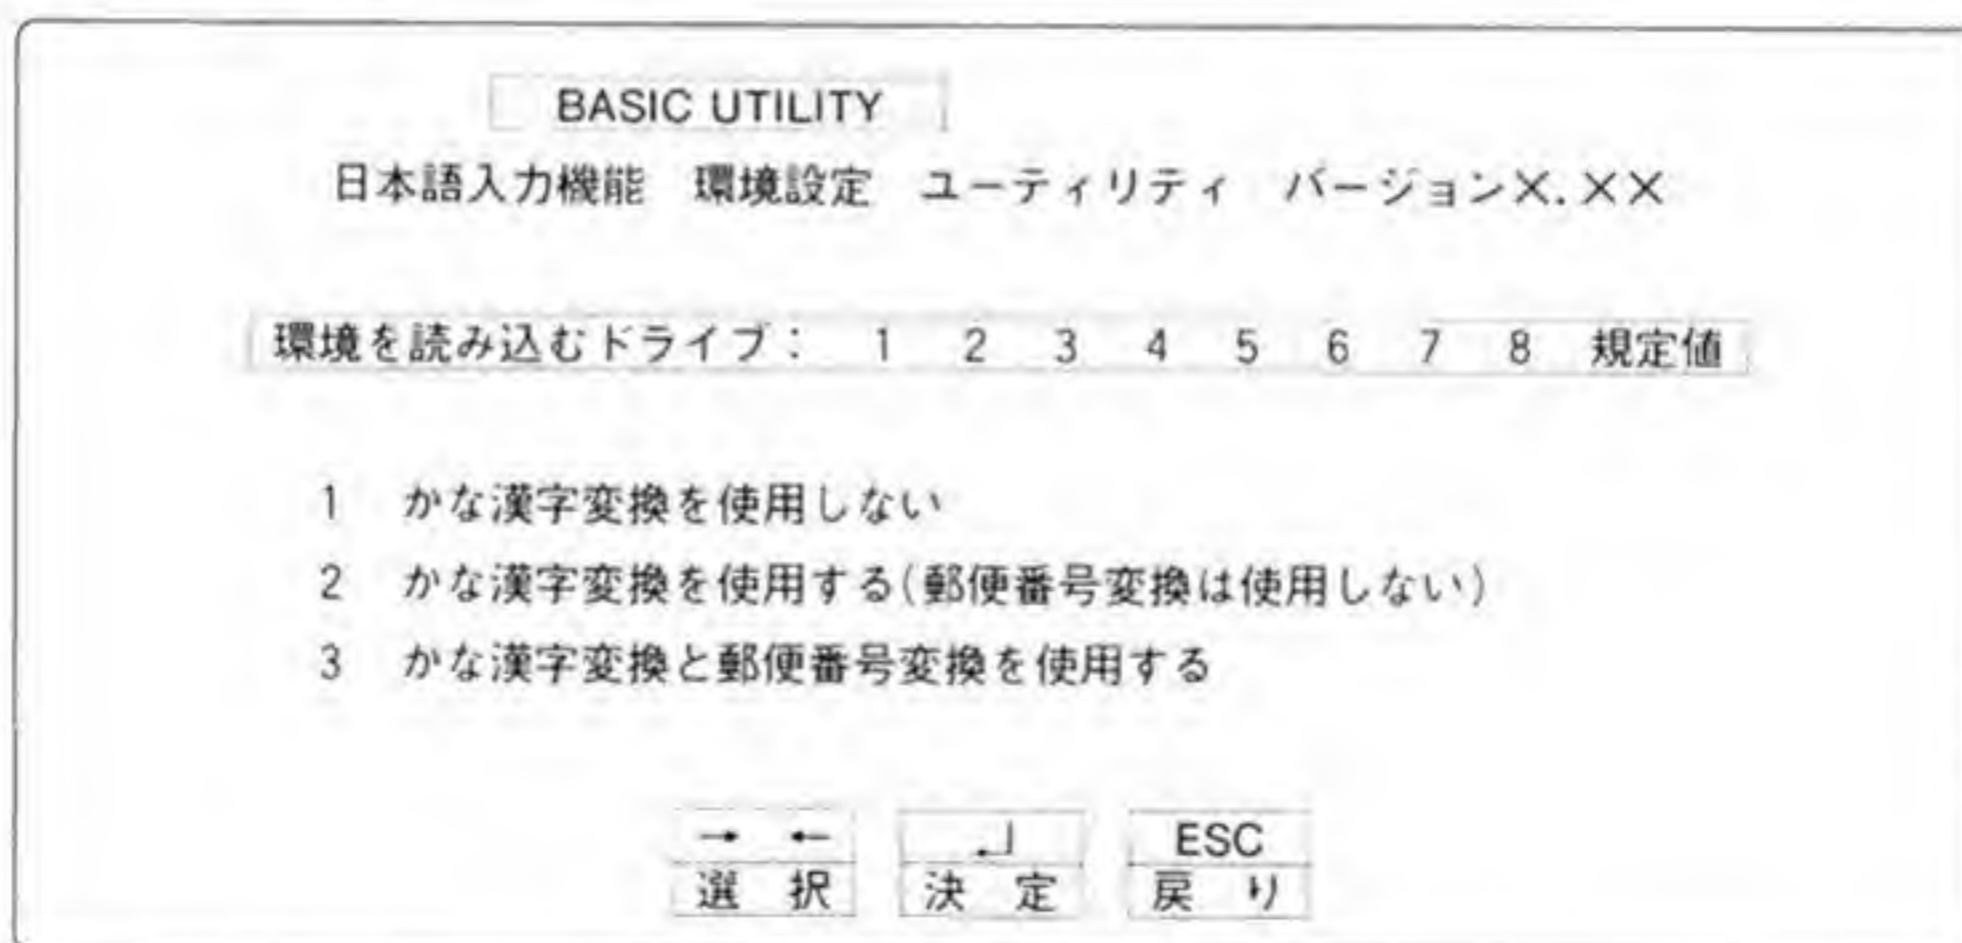 BASIC UTILITY
日本語入力機能 環境設定 ユーティリティ バージョン×.××
環境を読み込むドライブ: 1 2 3 4 5 6 7 8 規定値
1 かな漢字変換を使用しない
2 かな漢字変換を使用する(郵便番号変換は使用しない)
3 かな漢字変換と郵便番号変換を使用する
→ ← ↵ ESC
選択 決定 戻り